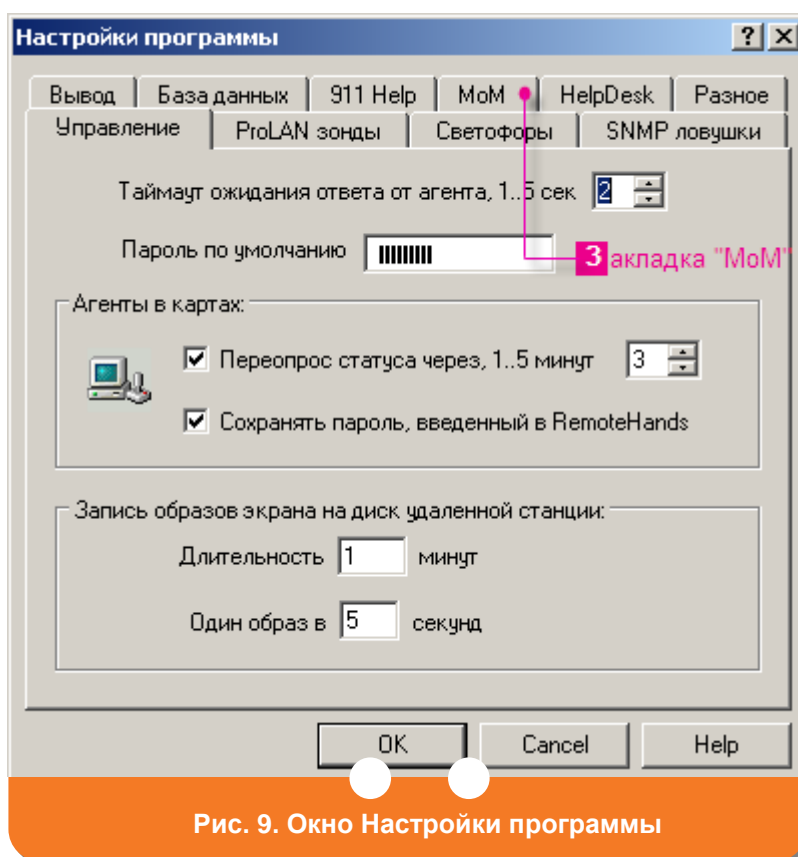 Настройки программы
Вывод База данных 911 Help MoM HelpDesk Разное
Управление ProLAN зонды Светофоры SNMP ловушки
Таймаут ожидания ответа от агента, 1..5 сек 2
Пароль по умолчанию
Закладка "MoM"
Агенты в картах:
Переопрос статуса через, 1..5 минут 3
Сохранять пароль, введенный в RemoteHands
Запись образов экрана на диск удаленной станции:
Длительность 1 минут
Один образ в 5 секунд
OK Cancel Help
Рис. 9. Окно Настройки программы